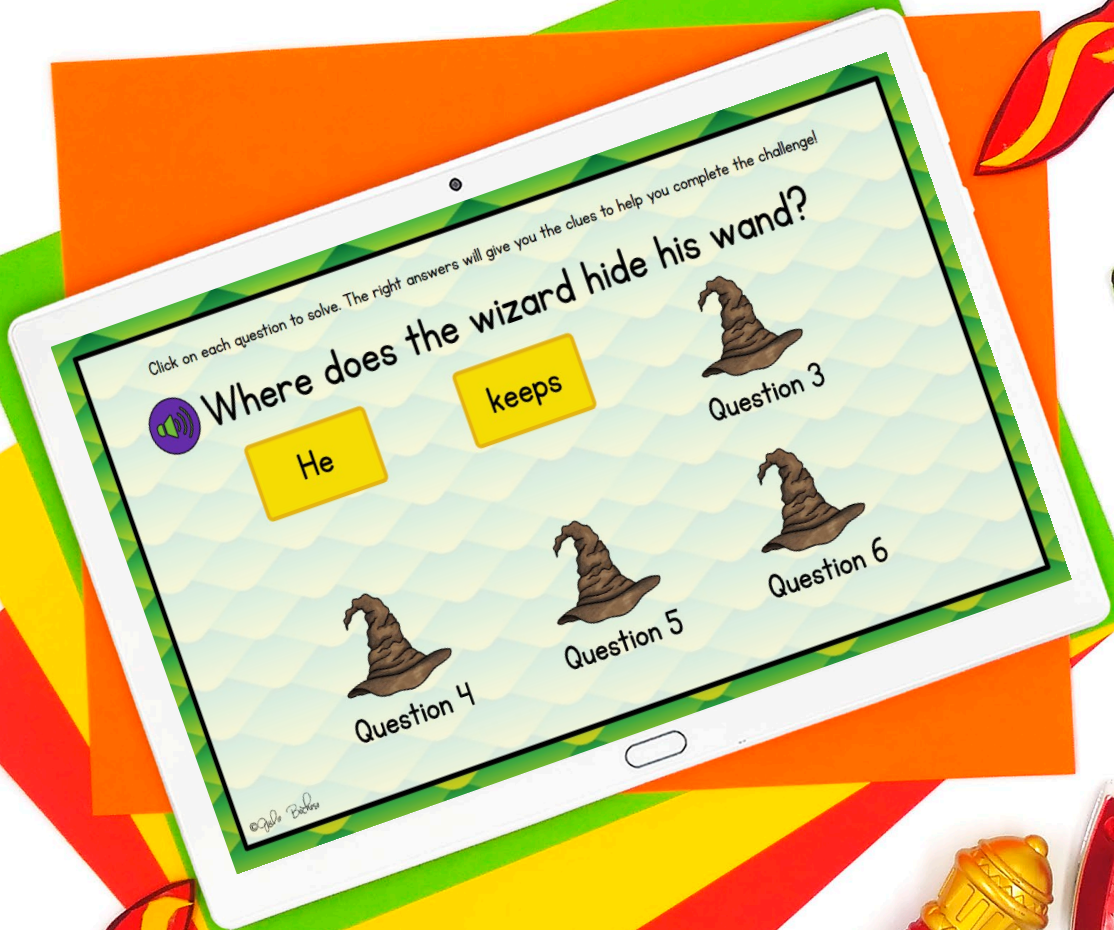 Click on each question to solve. The right answers will give you the clues to help you complete the challenge!
Where does the wizard hide his wand?
He
keeps
Question 3
Question 4
Question 5
Question 6